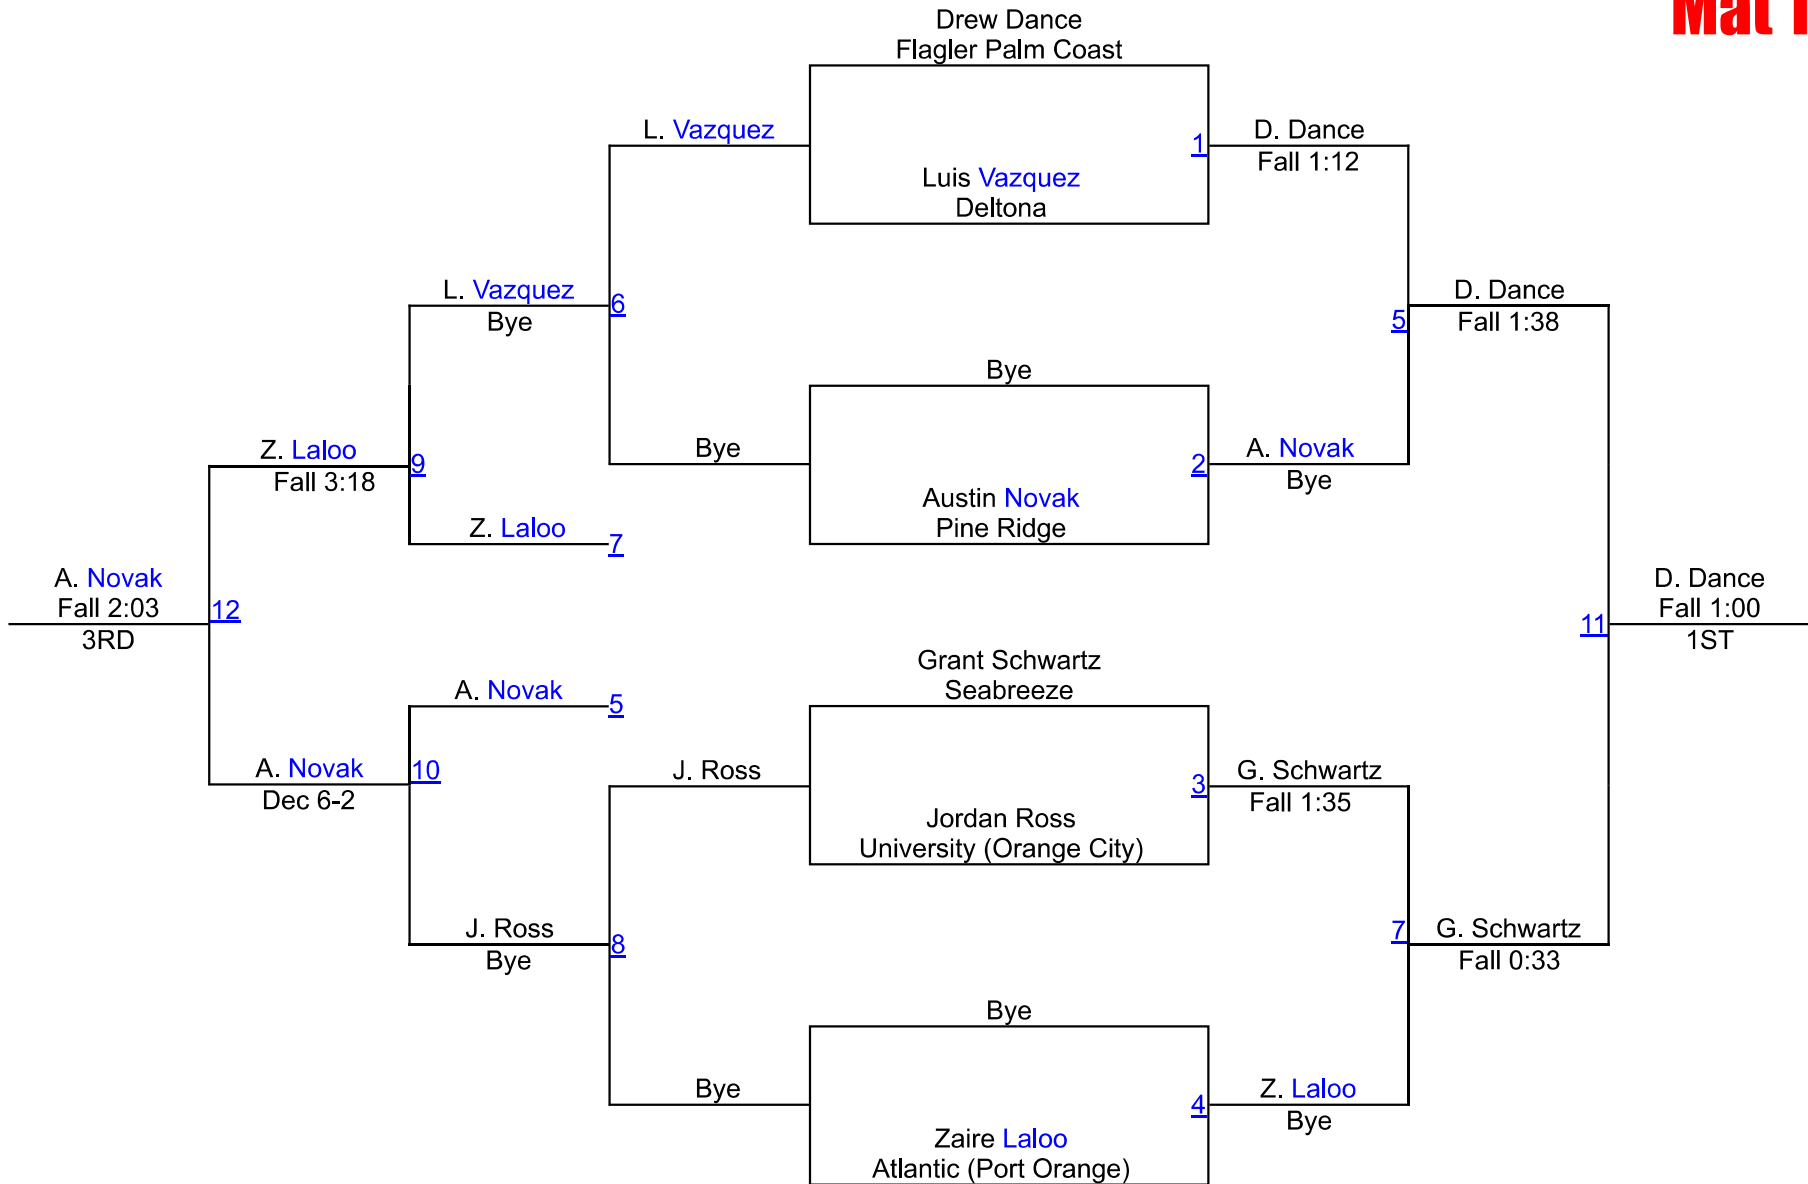 Mat 1
Drew Dance
Flagler Palm Coast
L. Vazquez
1
D. Dance
Fall 1:12
Luis Vazquez
Deltona
L. Vazquez
Bye
6
D. Dance
Fall 1:38
5
Bye
Z. Laloo
Fall 3:18
9
Bye
2
A. Novak
Bye
Austin Novak
Pine Ridge
Z. Laloo
7
A. Novak
Fall 2:03
3RD
12
D. Dance
Fall 1:00
1ST
11
Grant Schwartz
Seabreeze
A. Novak
5
A. Novak
Dec 6-2
10
J. Ross
3
G. Schwartz
Fall 1:35
Jordan Ross
University (Orange City)
J. Ross
Bye
8
7
G. Schwartz
Fall 0:33
Bye
Bye
4
Z. Laloo
Bye
Zaire Laloo
Atlantic (Port Orange)